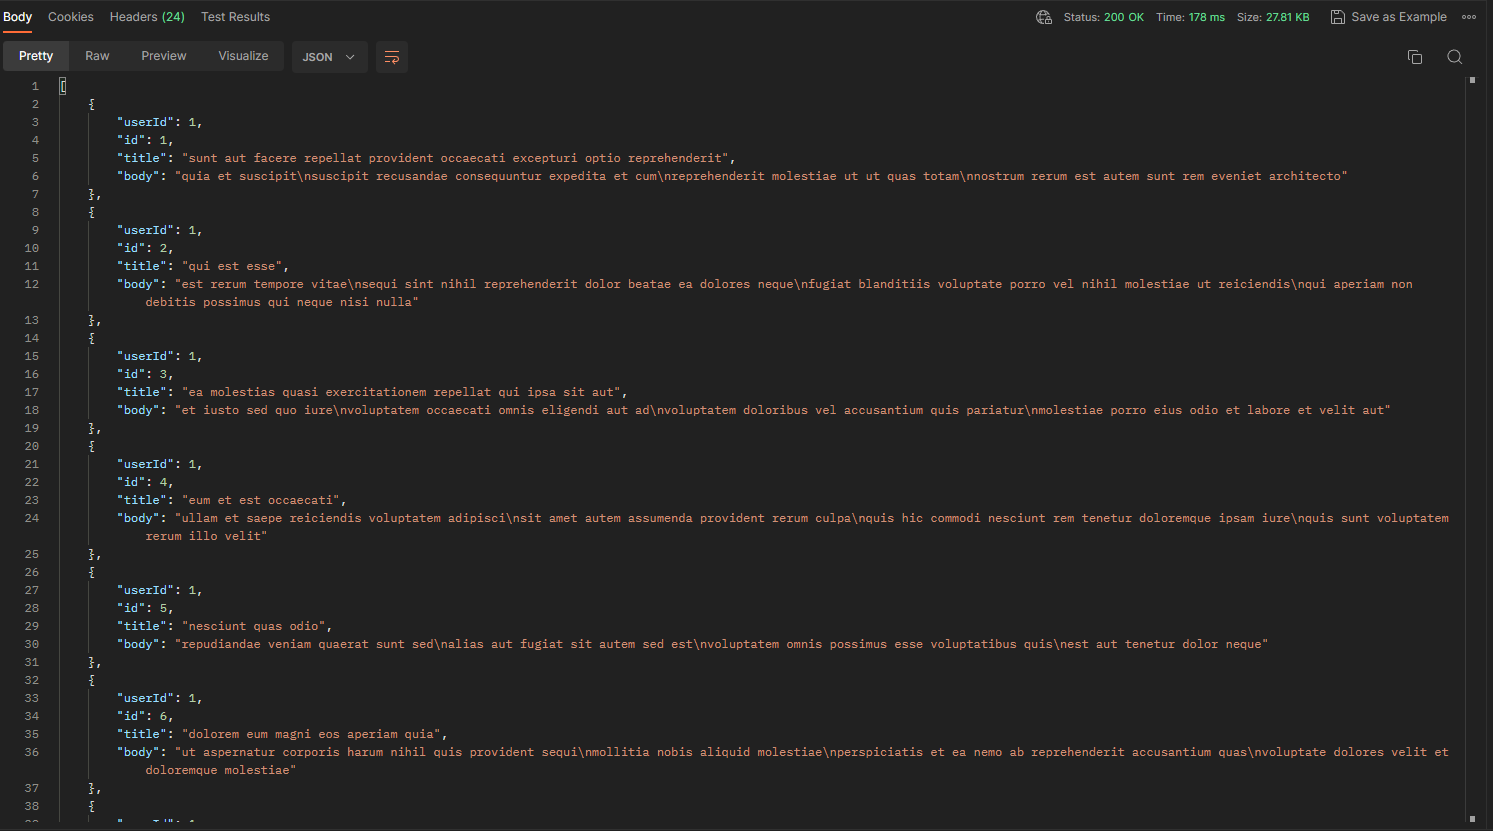 Body Cookies Headers (24) Test Results Status: 200 OK Time: 178 ms Size: 27.81 KB Save as Example
Pretty Raw Preview Visualize JSON
1 [
2 {
3 "userId": 1,
4 "id": 1,
5 "title": "sunt aut facere repellat provident occaecati excepturi optio reprehenderit",
6 "body": "quia et suscipit\nsuscipit recusandae consequuntur expedita et cum\nreprehenderit molestiae ut ut quas totam\nnostrum rerum est autem sunt rem eveniet architecto"
7 },
8 {
9 "userId": 1,
10 "id": 2,
11 "title": "qui est esse",
12 "body": "est rerum tempore vitae\nsequi sint nihil reprehenderit dolor beatae ea dolores neque\nfugiat blanditiis voluptate porro vel nihil molestiae ut reiciendis\nqui aperiam non
debitis possimus qui neque nisi nulla"
13 },
14 {
15 "userId": 1,
16 "id": 3,
17 "title": "ea molestias quasi exercitationem repellat qui ipsa sit aut",
18 "body": "et iusto sed quo iure\nvoluptatem occaecati omnis eligendi aut ad\nvoluptatem doloribus vel accusantium quis pariatur\nmolestiae porro eius odio et labore et velit aut"
19 },
20 {
21 "userId": 1,
22 "id": 4,
23 "title": "eum et est occaecati",
24 "body": "ullam et saepe reiciendis voluptatem adipisci\nsit amet autem assumenda provident rerum culpa\nquis hic commodi nesciunt rem tenetur doloremque ipsam iure\nquis sunt voluptatem
rerum illo velit"
25 },
26 {
27 "userId": 1,
28 "id": 5,
29 "title": "nesciunt quas odio",
30 "body": "repudiandae veniam quaerat sunt sed\nalias aut fugiat sit autem sed est\nvoluptatem omnis possimus esse voluptatibus quis\nest aut tenetur dolor neque"
31 },
32 {
33 "userId": 1,
34 "id": 6,
35 "title": "dolorem eum magni eos aperiam quia",
36 "body": "ut aspernatur corporis harum nihil quis provident sequi\nmollitia nobis aliquid molestiae\nperspiciatis et ea nemo ab reprehenderit accusantium quas\nvoluptate dolores velit et
doloremque molestiae"
37 },
38 {